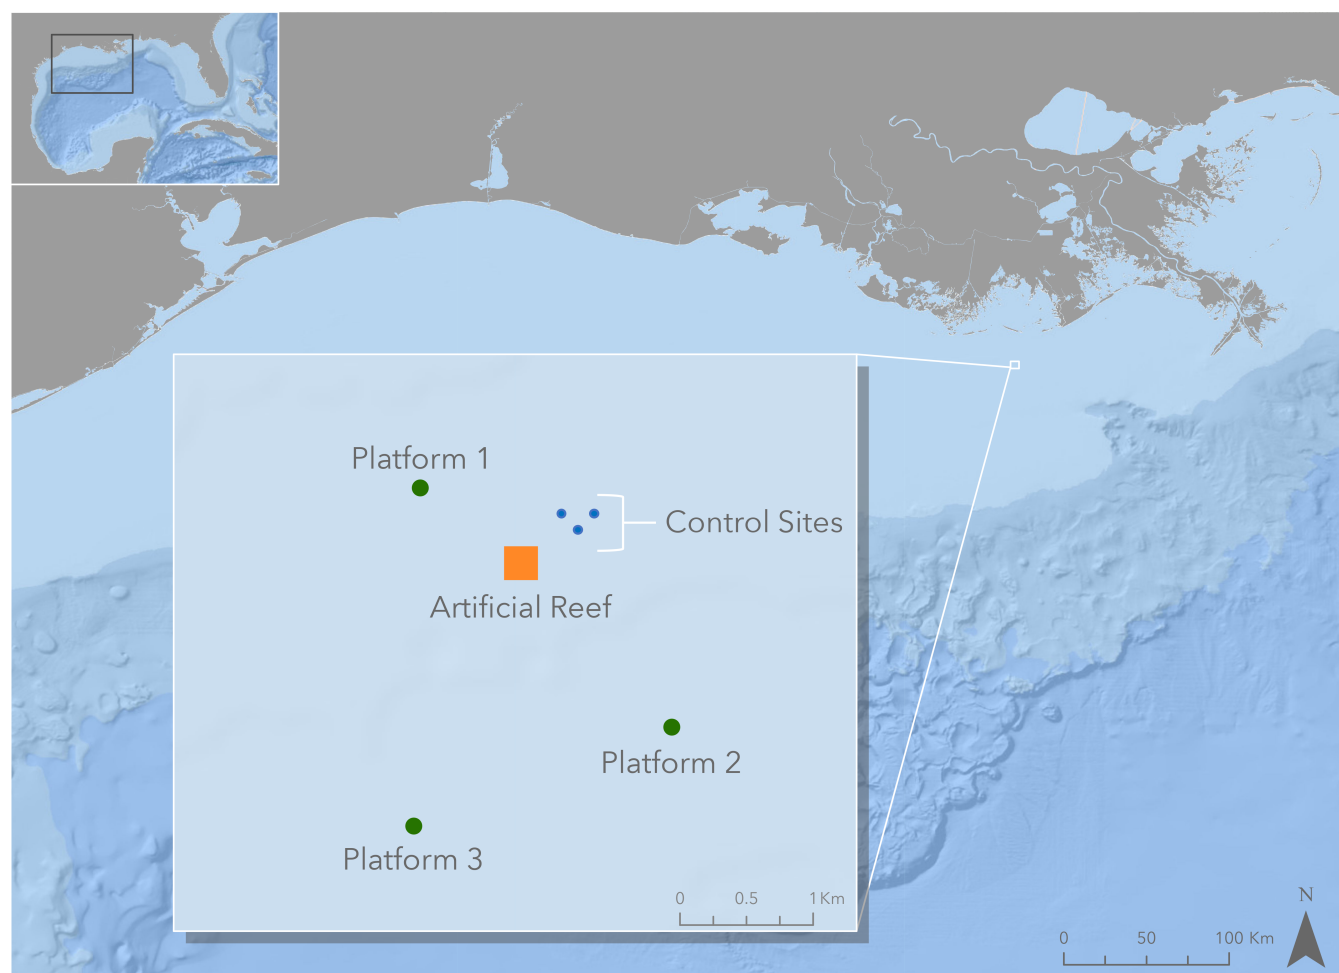 Platform 1
Control Sites
Artificial Reef
Platform 2
Platform 3
0 0.5 1 Km
N
0 50 100 Km